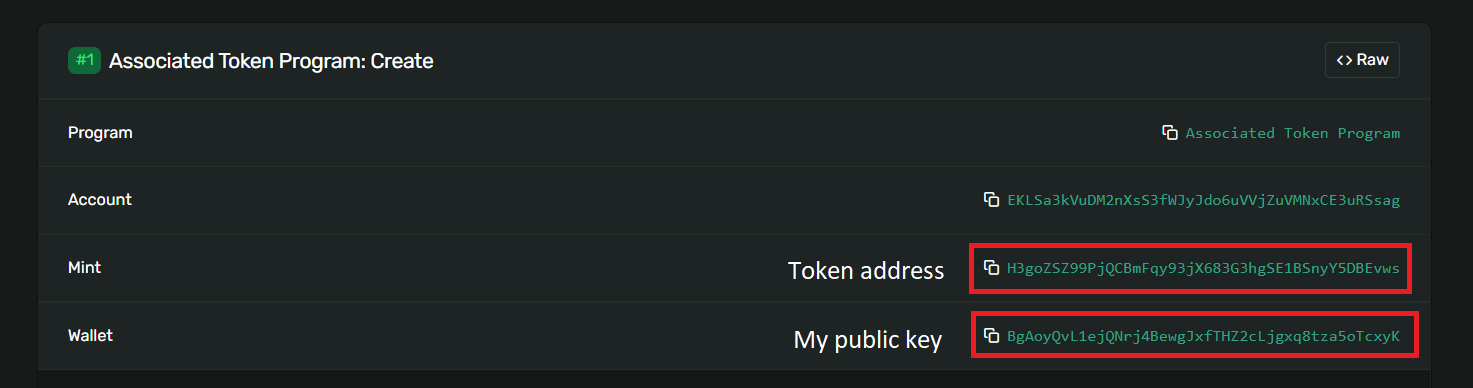 #1 Associated Token Program: Create <> Raw
Program Associated Token Program
Account EKLSa3kVuDM2nXsS3fWJyJdo6uVVjZuVMNxCE3uRSsag
Mint Token address H3goZSZ99PjQCBmFqy93jX683G3hgSE1BSnyY5DBEvws
Wallet My public key BgAoyQvL1ejQNrj4BewgJxfTHZ2cLjgxq8tza5oTcxyK